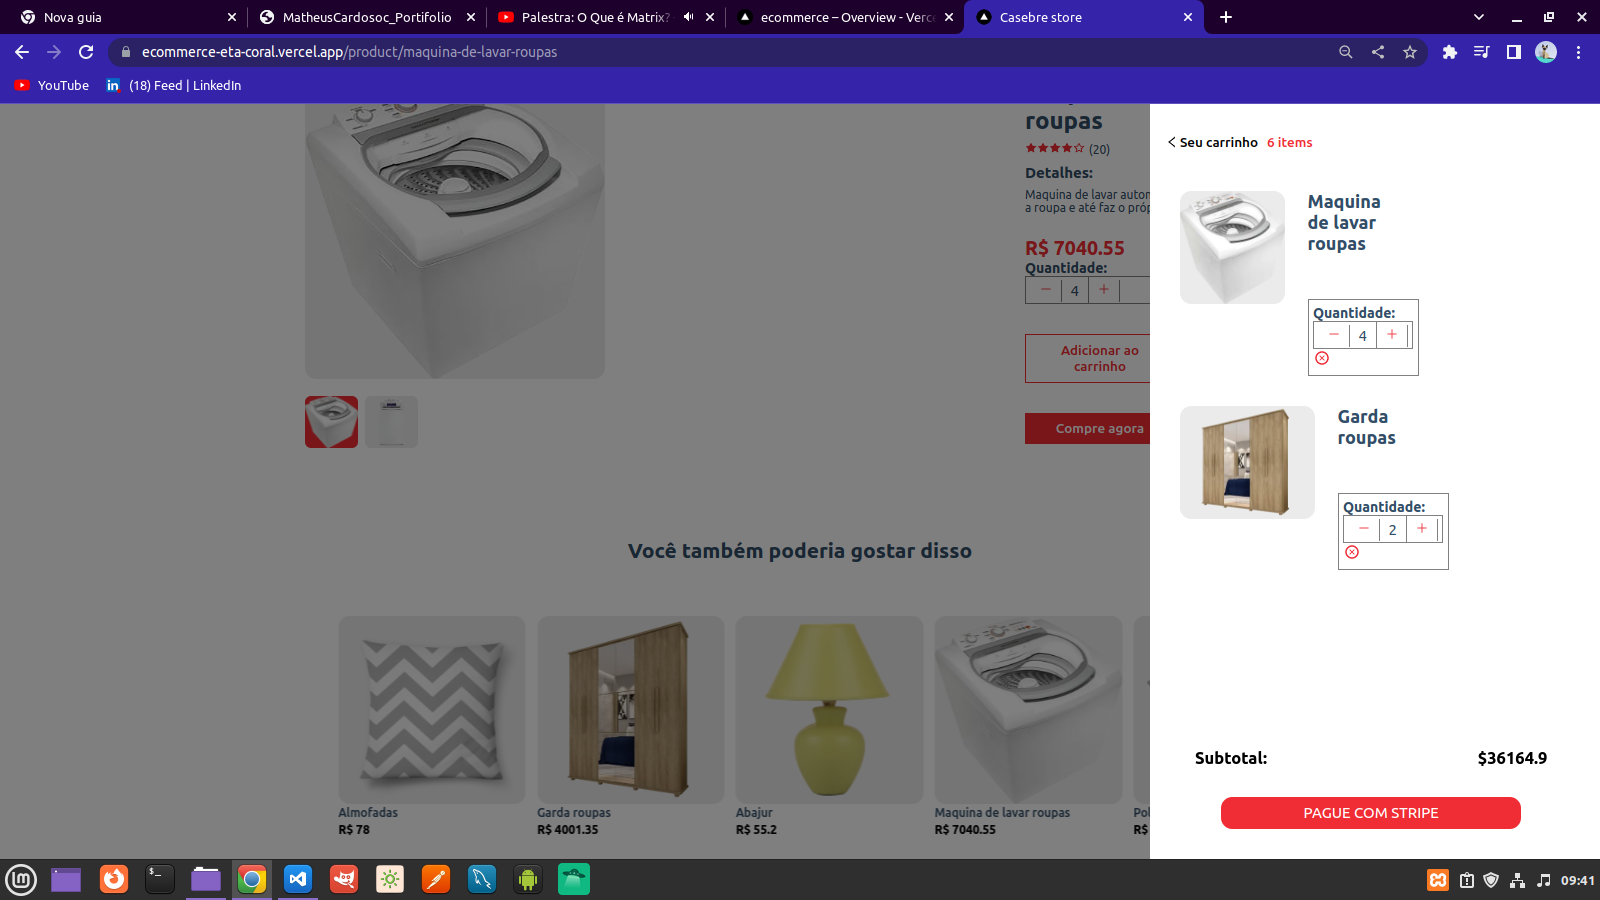 Nova guia
MatheusCardosoc_Portifolio
Palestra: O Que é Matrix?
ecommerce – Overview - Verce
Casebre store
ecommerce-eta-coral.vercel.app/product/maquina-de-lavar-roupas
YouTube
(18) Feed | LinkedIn
roupas
(20)
Detalhes:
Maquina de lavar autom
a roupa e até faz o próp
R$ 7040.55
Quantidade:
4
Adicionar ao
carrinho
Compre agora
Você também poderia gostar disso
Almofadas
R$ 78
Garda roupas
R$ 4001.35
Abajur
R$ 55.2
Maquina de lavar roupas
R$ 7040.55
Pol
R$
Seu carrinho 6 items
Maquina
de lavar
roupas
Quantidade:
4
Garda
roupas
Quantidade:
2
Subtotal: $36164.9
PAGUE COM STRIPE
09:41